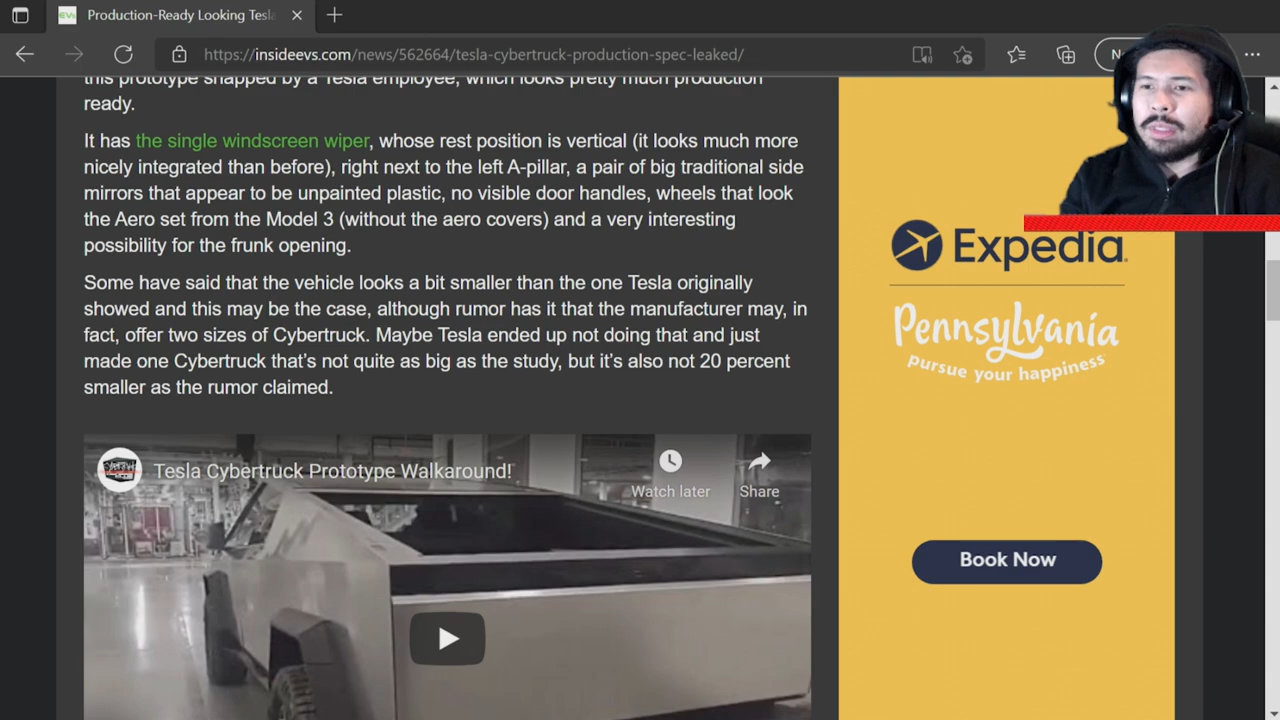 Production-Ready Looking Tesla
https://insideevs.com/news/562664/tesla-cybertruck-production-spec-leaked/
this prototype snapped by a Tesla employee, which looks pretty much production
ready.
It has the single windscreen wiper, whose rest position is vertical (it looks much more
nicely integrated than before), right next to the left A-pillar, a pair of big traditional side
mirrors that appear to be unpainted plastic, no visible door handles, wheels that look
the Aero set from the Model 3 (without the aero covers) and a very interesting
possibility for the frunk opening.
Some have said that the vehicle looks a bit smaller than the one Tesla originally
showed and this may be the case, although rumor has it that the manufacturer may, in
fact, offer two sizes of Cybertruck. Maybe Tesla ended up not doing that and just
made one Cybertruck that's not quite as big as the study, but it's also not 20 percent
smaller as the rumor claimed.
Tesla Cybertruck Prototype Walkaround!
Watch later
Share
Expedia
Pennsylvania
pursue your happiness
Book Now